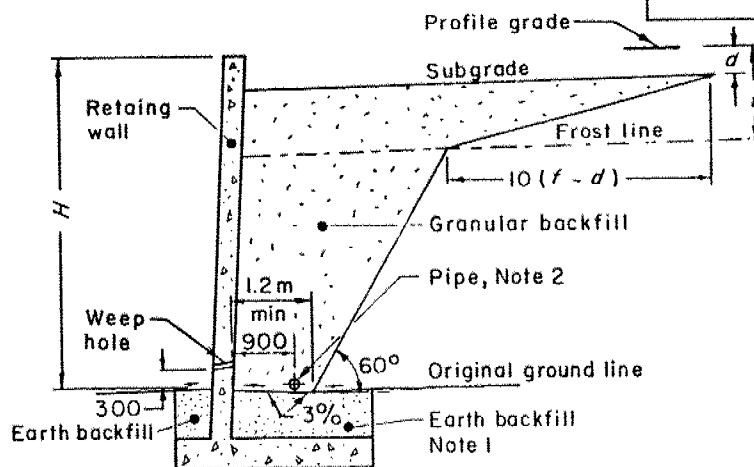 Profile grade
d
Subgrade
Retaing
wall
Frost line
10 (f - d)
H
Granular backfill
1.2 m
min
Pipe, Note 2
Weep
hole
900
60°
Original ground line
300
3%
Earth backfill
Earth backfill
Note 1